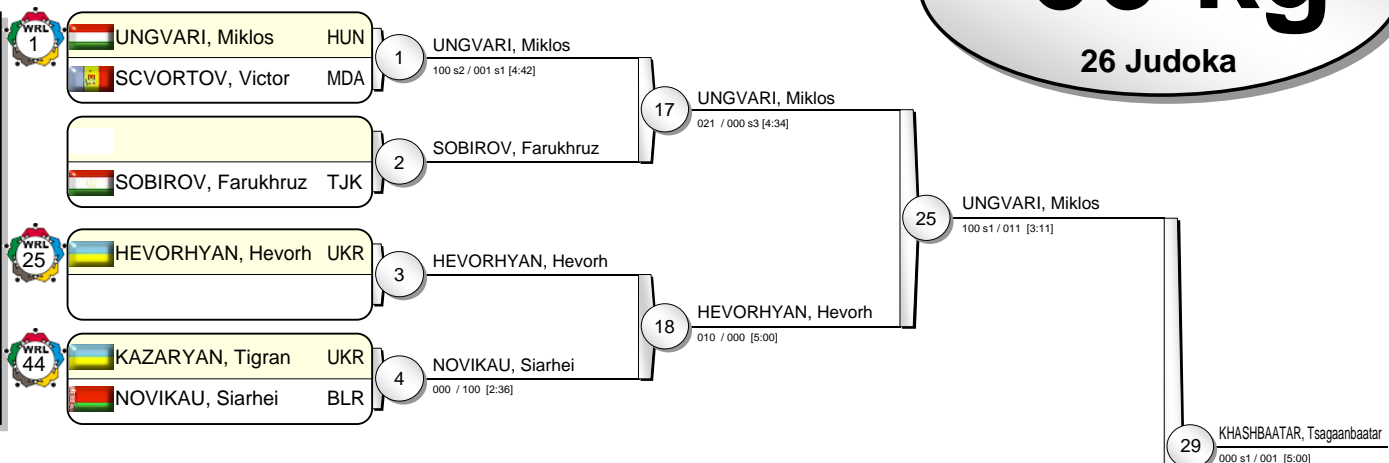 WRL
1
UNGVARI, Miklos HUN
SCVORTOV, Victor MDA
1
UNGVARI, Miklos
100 s2 / 001 s1 [4:42]
SOBIROV, Farukhruz TJK
2
SOBIROV, Farukhruz
17
UNGVARI, Miklos
021 / 000 s3 [4:34]
WRL
25
HEVORHYAN, Hevorh UKR
3
HEVORHYAN, Hevorh
WRL
44
KAZARYAN, Tigran UKR
NOVIKAU, Siarhei BLR
4
NOVIKAU, Siarhei
000 / 100 [2:36]
18
HEVORHYAN, Hevorh
010 / 000 [5:00]
25
UNGVARI, Miklos
100 s1 / 011 [3:11]
29
KHASHBAATAR, Tsagaanbaatar
000 s1 / 001 [5:00]
kg
26 Judoka